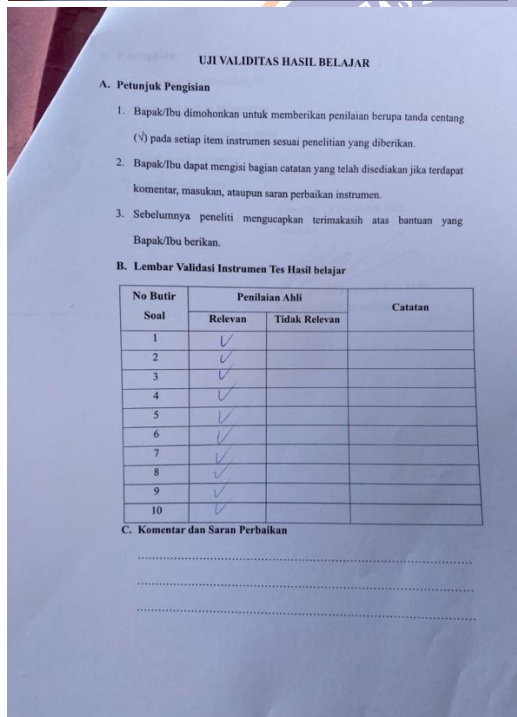 UJI VALIDITAS HASIL BELAJAR
A. Petunjuk Pengisian
1. Bapak/Ibu dimohonkan untuk memberikan penilaian berupa tanda centang
(√) pada setiap item instrumen sesuai penelitian yang diberikan.
2. Bapak/Ibu dapat mengisi bagian catatan yang telah disediakan jika terdapat
komentar, masukan, ataupun saran perbaikan instrumen.
3. Sebelumnya peneliti mengucapkan terimakasih atas bantuan yang
Bapak/Ibu berikan.
B. Lembar Validasi Instrumen Tes Hasil belajar
No Butir Soal Penilaian Ahli Catatan
Relevan Tidak Relevan
1 ✓
2 ✓
3 ✓
4 ✓
5 ✓
6 ✓
7 ✓
8 ✓
9 ✓
10 ✓
C. Komentar dan Saran Perbaikan